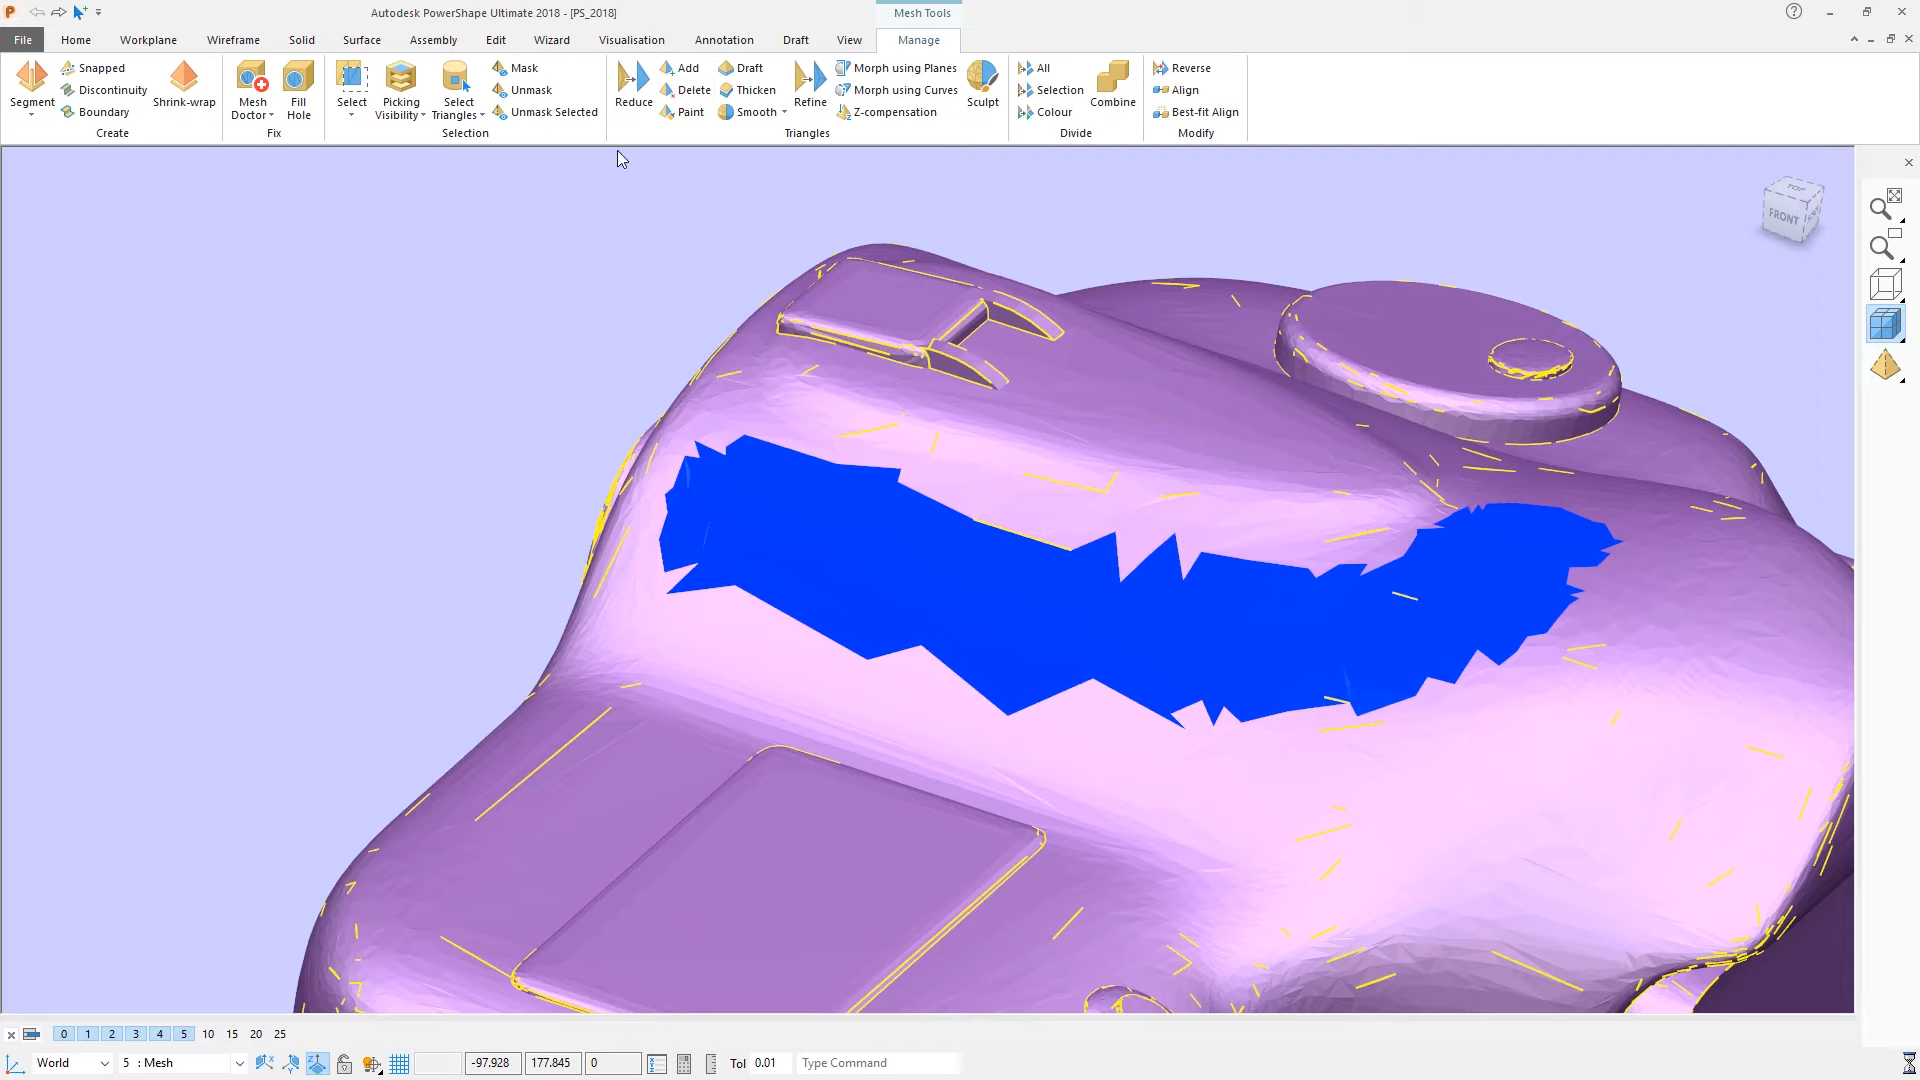 Autodesk PowerShape Ultimate 2018 - [PS_2018]
Mesh Tools
File Home Workplane Wireframe Solid Surface Assembly Edit Wizard Visualisation Annotation Draft View Manage
Segment
Snapped
Discontinuity
Boundary
Shrink-wrap
Create
Mesh Doctor
Fill Hole
Fix
Select
Picking Visibility
Select Triangles
Mask
Unmask
Unmask Selected
Selection
Reduce
Add
Delete
Paint
Draft
Thicken
Smooth
Refine
Morph using Planes
Morph using Curves
Z-compensation
Sculpt
Triangles
All
Selection
Colour
Combine
Divide
Reverse
Align
Best-fit Align
Modify
TOP
FRONT
0 1 2 3 4 5 10 15 20 25
World 5 : Mesh -97.928 177.845 0 Tol 0.01 Type Command